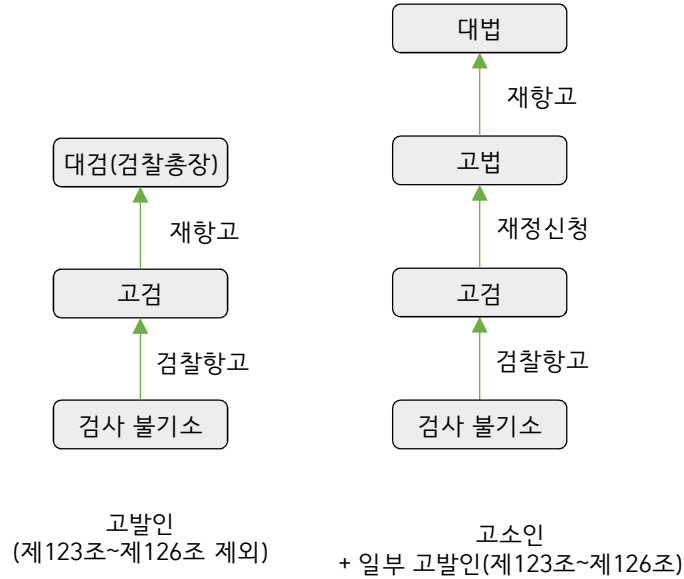 대검(검찰총장)
재항고
고검
검찰항고
검사 불기소
고발인
(제123조~제126조 제외)
대법
재항고
고법
재정신청
고검
검찰항고
검사 불기소
고소인
+ 일부 고발인(제123조~제126조)